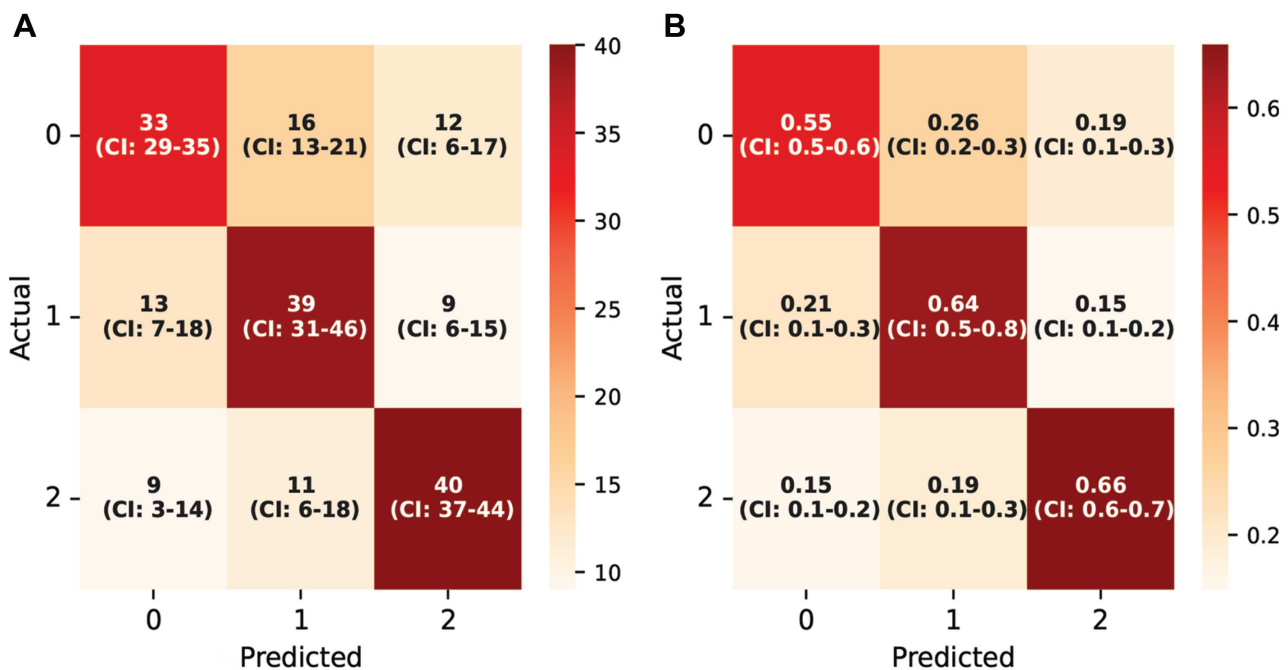 A
33
(CI: 29-35)
16
(CI: 13-21)
12
(CI: 6-17)
13
(CI: 7-18)
39
(CI: 31-46)
9
(CI: 6-15)
9
(CI: 3-14)
11
(CI: 6-18)
40
(CI: 37-44)
0
1
2
Actual
0 1 2
Predicted
40
35
30
25
20
15
10
B
0.55
(CI: 0.5-0.6)
0.26
(CI: 0.2-0.3)
0.19
(CI: 0.1-0.3)
0.21
(CI: 0.1-0.3)
0.64
(CI: 0.5-0.8)
0.15
(CI: 0.1-0.2)
0.15
(CI: 0.1-0.2)
0.19
(CI: 0.1-0.3)
0.66
(CI: 0.6-0.7)
0
1
2
Actual
0 1 2
Predicted
0.6
0.5
0.4
0.3
0.2